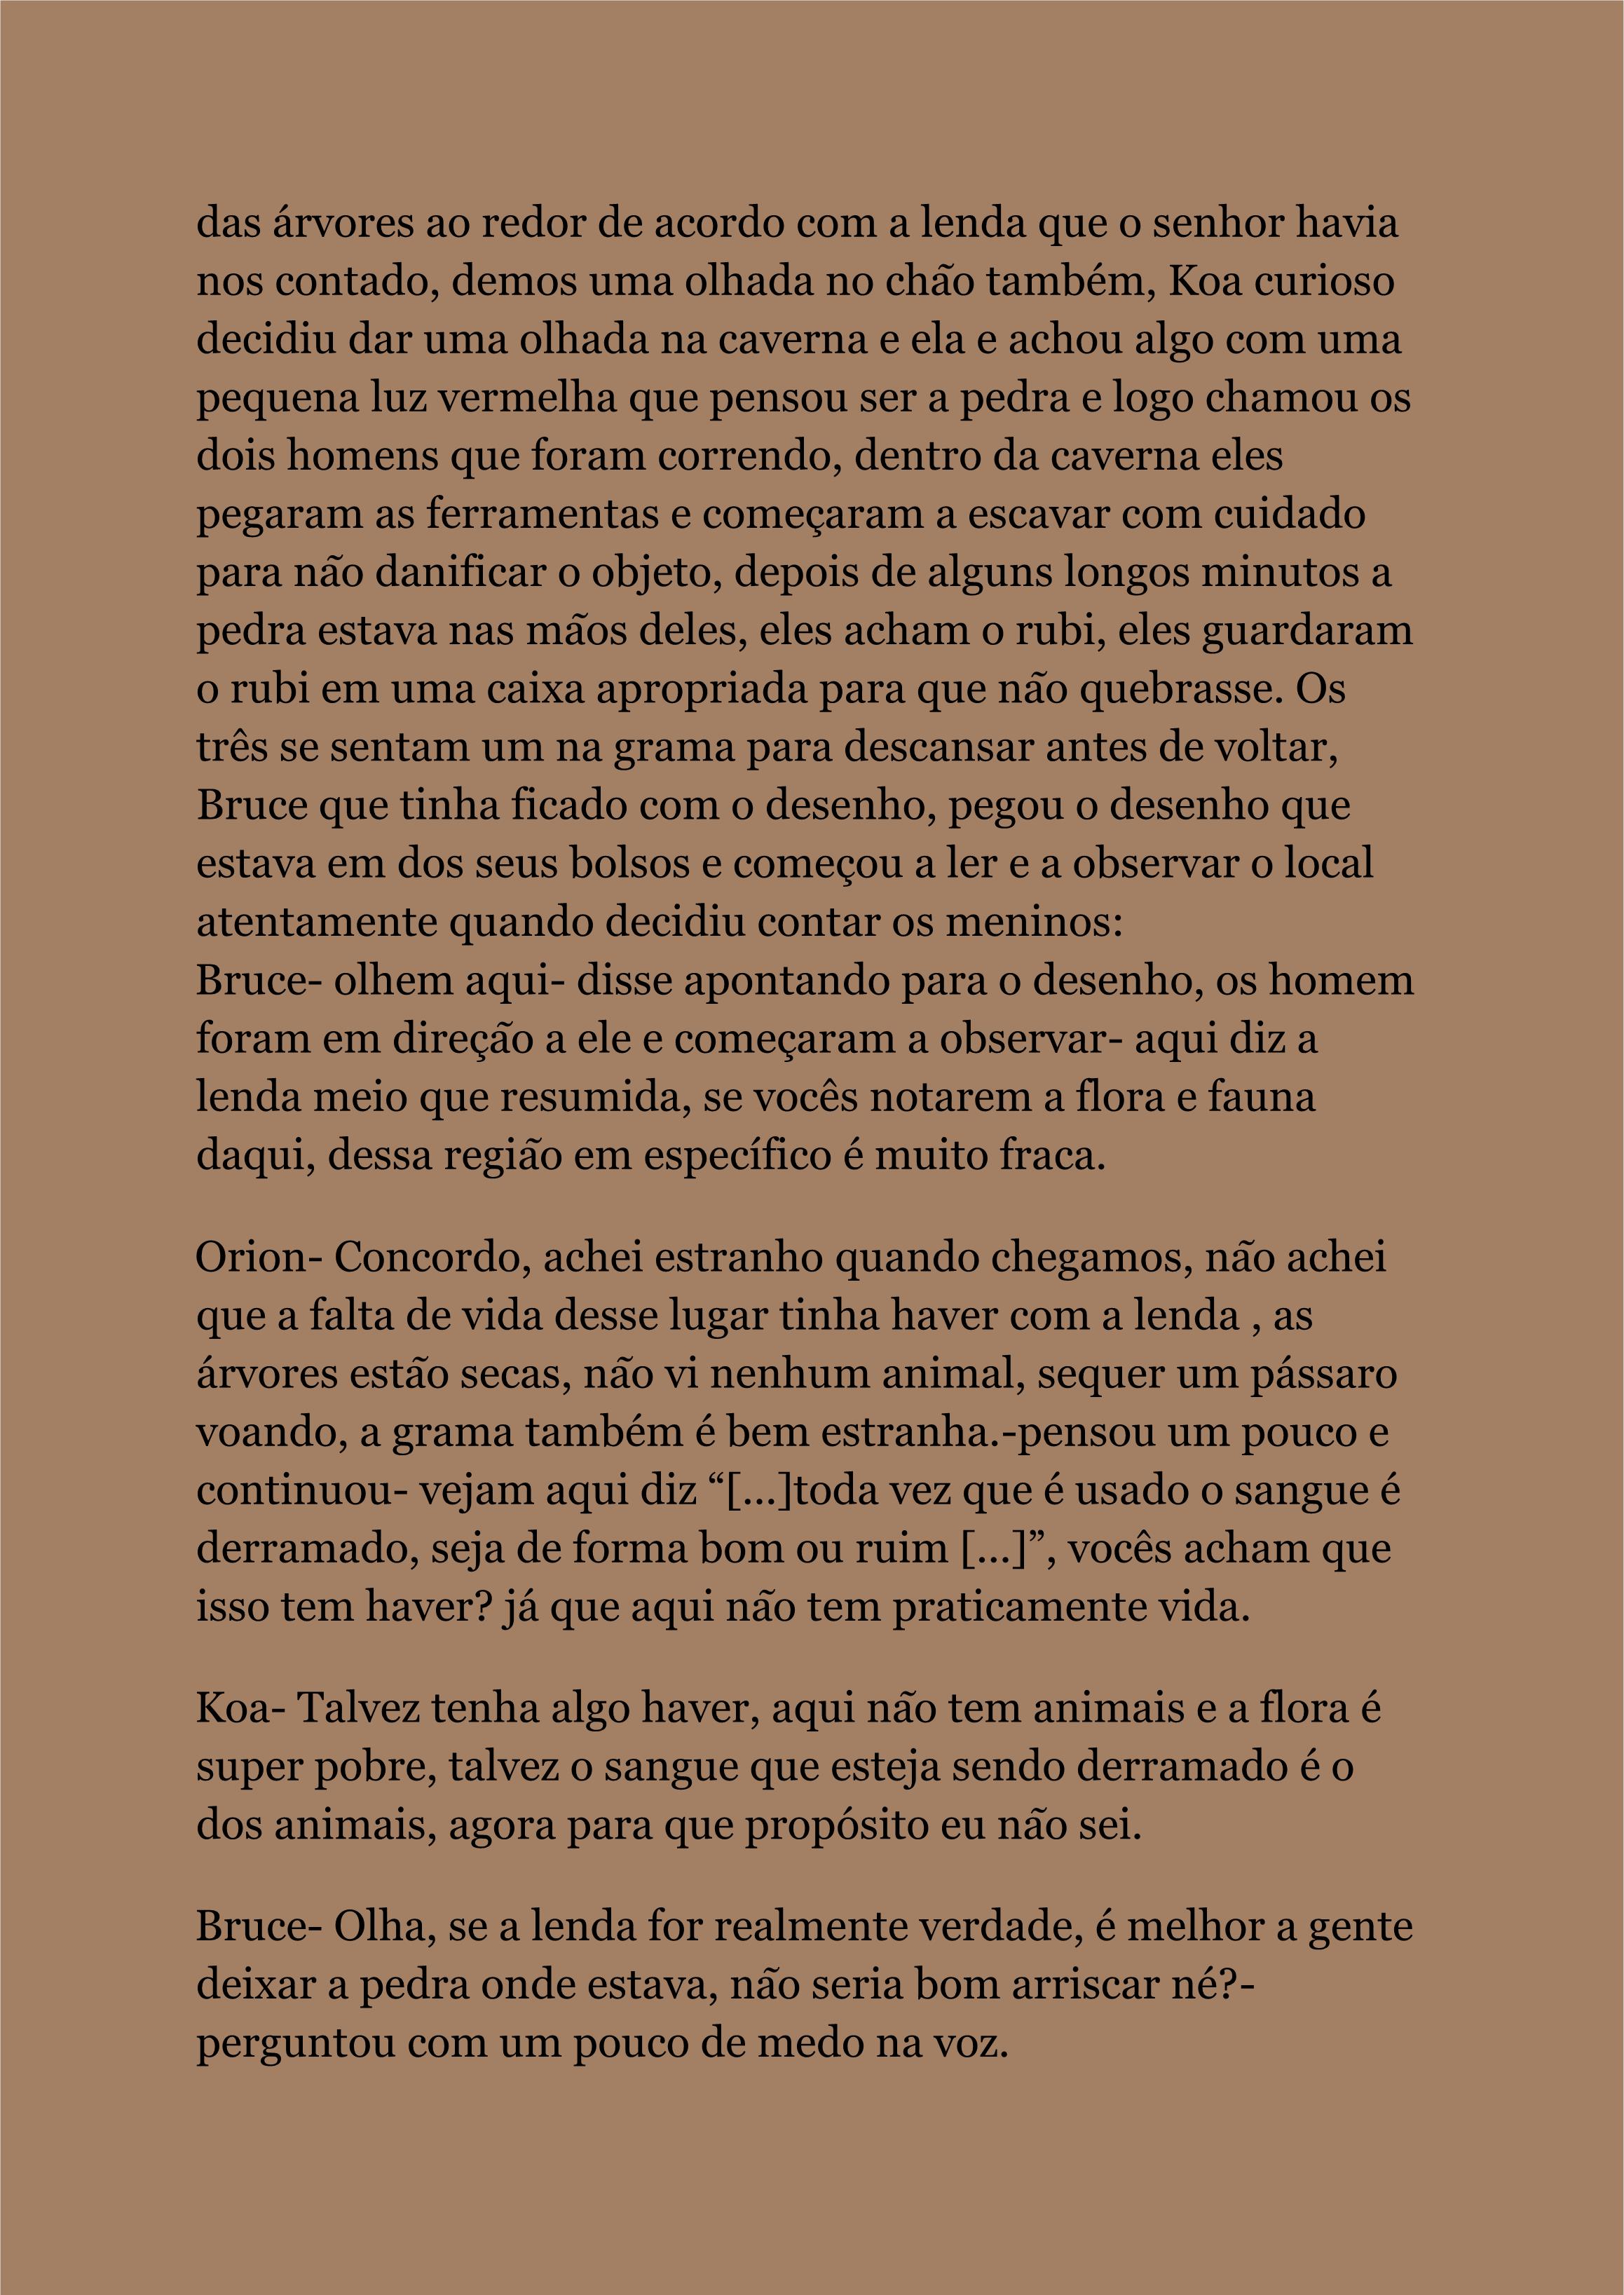 das árvores ao redor de acordo com a lenda que o senhor havia
nos contado, demos uma olhada no chão também, Koa curioso
decidiu dar uma olhada na caverna e ela e achou algo com uma
pequena luz vermelha que pensou ser a pedra e logo chamou os
dois homens que foram correndo, dentro da caverna eles
pegaram as ferramentas e começaram a escavar com cuidado
para não danificar o objeto, depois de alguns longos minutos a
pedra estava nas mãos deles, eles acham o rubi, eles guardaram
o rubi em uma caixa apropriada para que não quebrasse. Os
três se sentam um na grama para descansar antes de voltar,
Bruce que tinha ficado com o desenho, pegou o desenho que
estava em dos seus bolsos e começou a ler e a observar o local
atentamente quando decidiu contar os meninos:
Bruce- olhem aqui- disse apontando para o desenho, os homem
foram em direção a ele e começaram a observar- aqui diz a
lenda meio que resumida, se vocês notarem a flora e fauna
daqui, dessa região em específico é muito fraca.
Orion- Concordo, achei estranho quando chegamos, não achei
que a falta de vida desse lugar tinha haver com a lenda , as
árvores estão secas, não vi nenhum animal, sequer um pássaro
voando, a grama também é bem estranha.-pensou um pouco e
continuou- vejam aqui diz “[...]toda vez que é usado o sangue é
derramado, seja de forma bom ou ruim [...]”, vocês acham que
isso tem haver? já que aqui não tem praticamente vida.
Koa- Talvez tenha algo haver, aqui não tem animais e a flora é
super pobre, talvez o sangue que esteja sendo derramado é o
dos animais, agora para que propósito eu não sei.
Bruce- Olha, se a lenda for realmente verdade, é melhor a gente
deixar a pedra onde estava, não seria bom arriscar né?-
perguntou com um pouco de medo na voz.